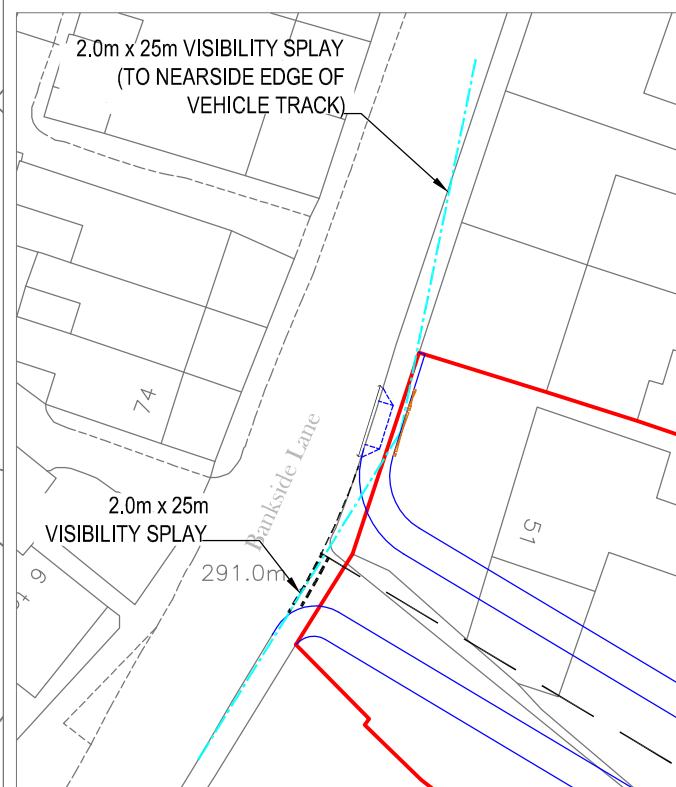 2.0m x 25m VISIBILITY SPLAY
(TO NEARSIDE EDGE OF
VEHICLE TRACK)
74
Bankside Lane
2.0m x 25m
VISIBILITY SPLAY
291.0m
51
9